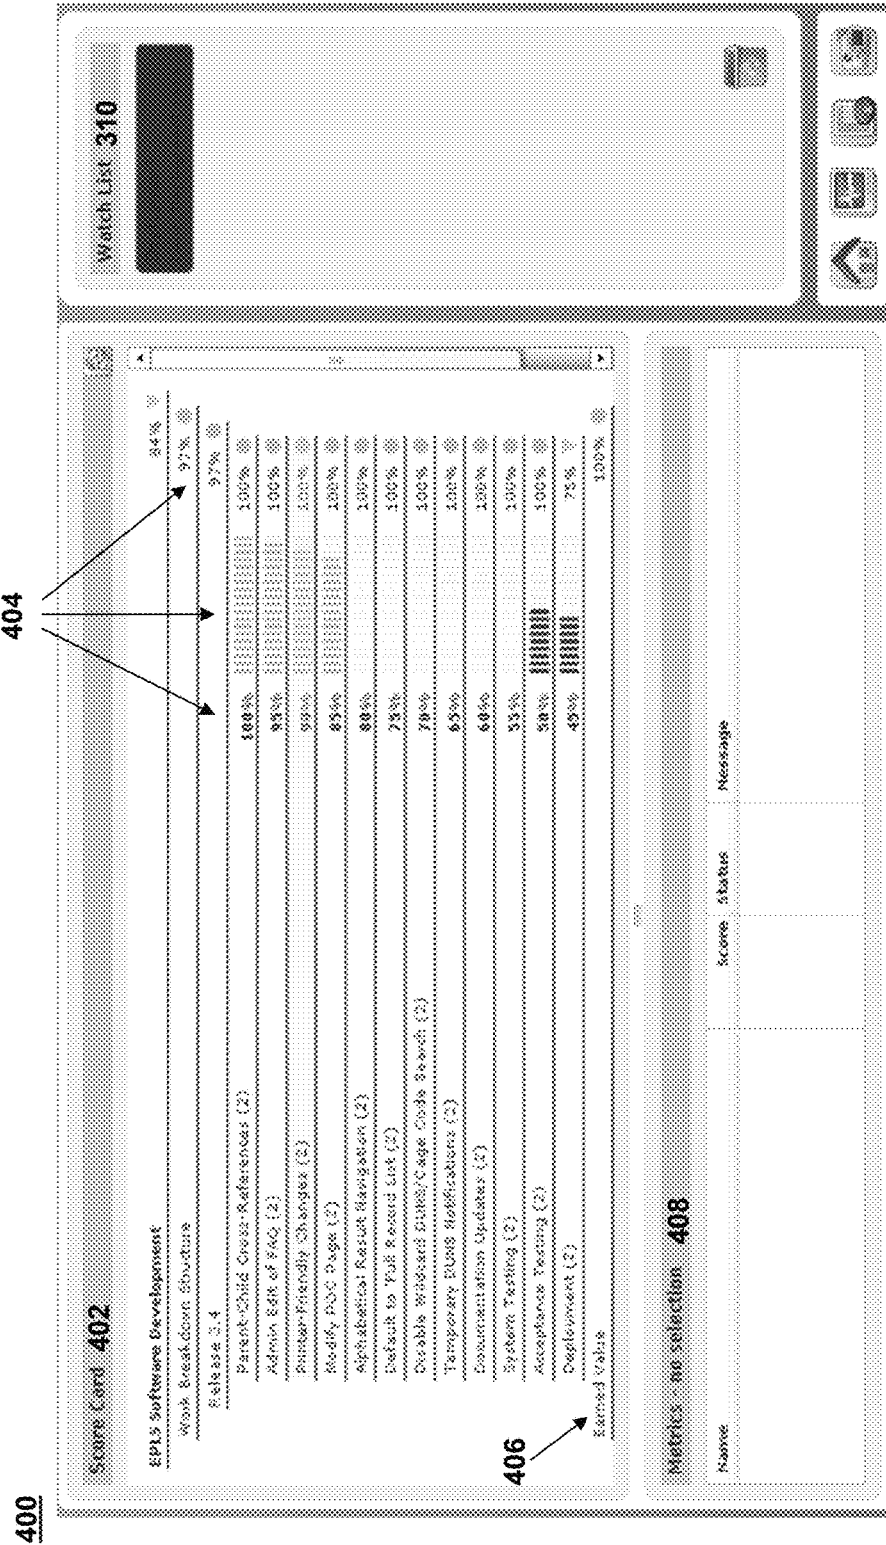 400
Score Card 402
404
Watch List 310
EPLS Software Development 84%
Work Breakdown Structure 97%
Release 3.4 97%
Parent-Child Cross-References (2) 100% 100%
Admin Edit of FAQ (2) 95% 100%
Printer-Friendly Changes (2) 90% 100%
Modify POC Page (2) 85% 100%
Alphabetical Result Navigation (2) 80% 100%
Default to 'Full Record List (2) 75% 100%
Disable Wildcard DUNS/Cage Code Search (2) 70% 100%
Temporary DUNS Notifications (2) 65% 100%
Documentation Updates (2) 60% 100%
System Testing (2) 55% 100%
Acceptance Testing (2) 50% 100%
Deployment (2) 45% 75%
Earned Value 100%
406
Metrics - no selection 408
Name Score Status Message